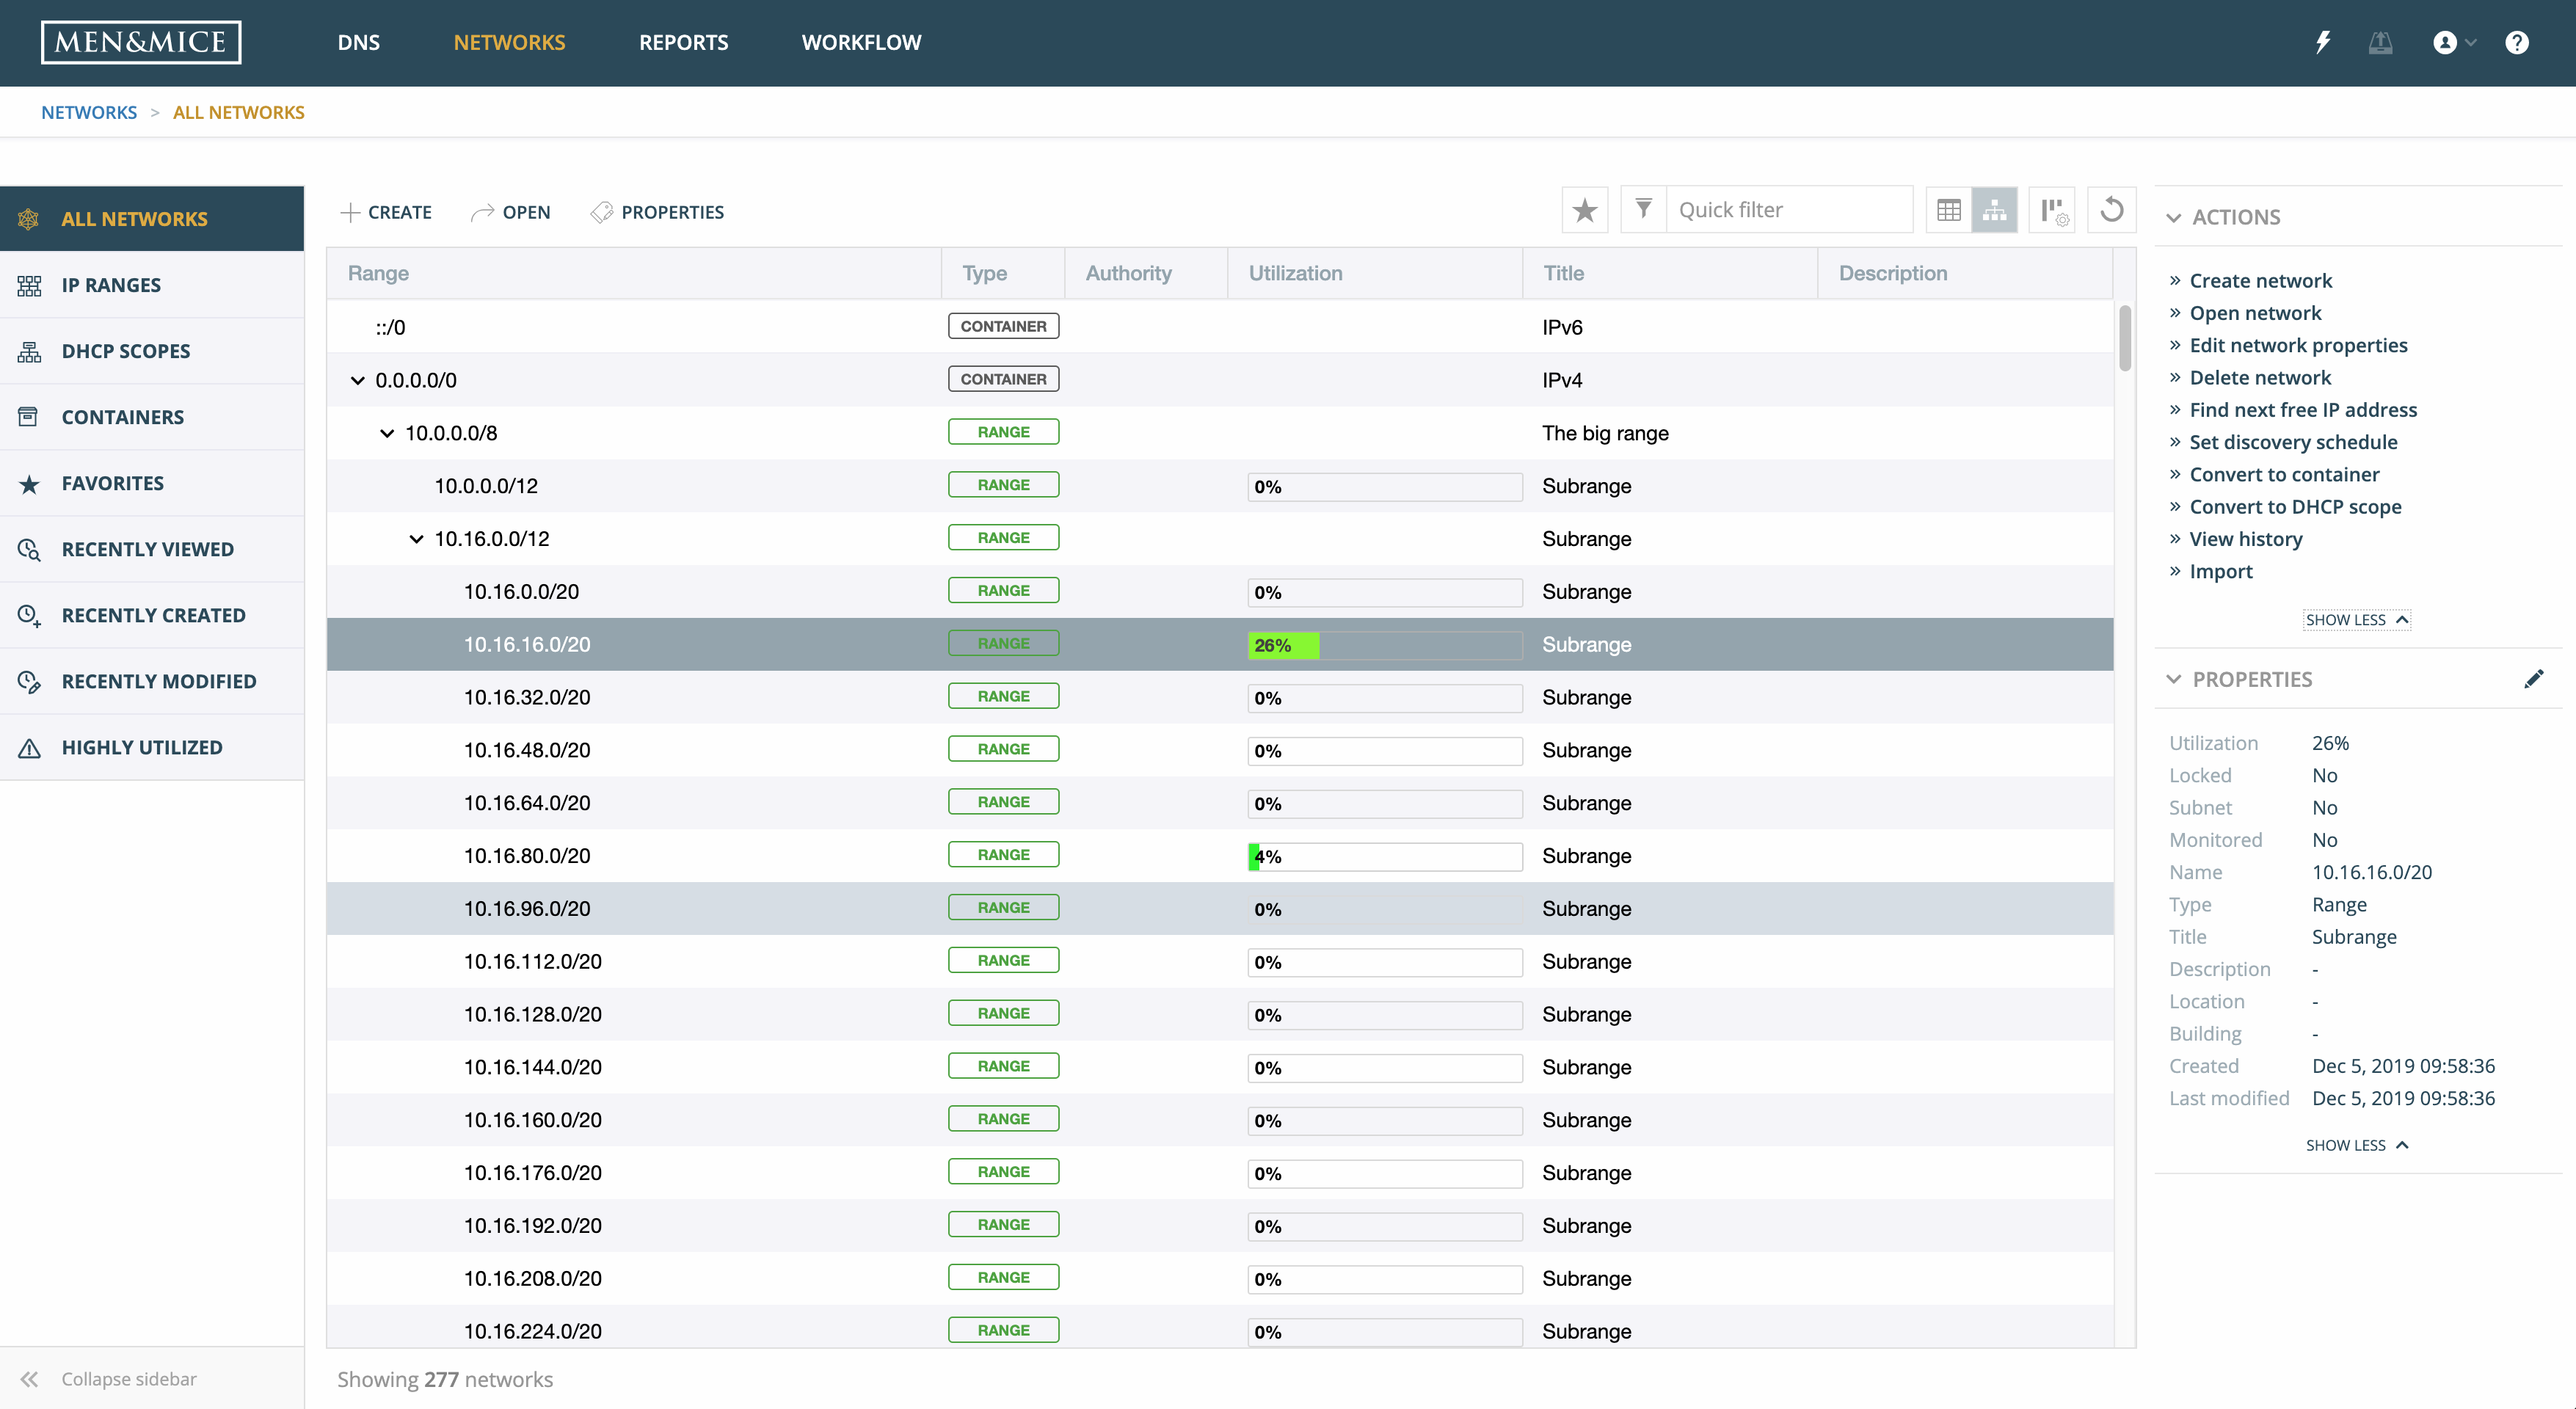 MEN&MICE DNS NETWORKS REPORTS WORKFLOW
NETWORKS > ALL NETWORKS
ALL NETWORKS
IP RANGES
DHCP SCOPES
CONTAINERS
FAVORITES
RECENTLY VIEWED
RECENTLY CREATED
RECENTLY MODIFIED
HIGHLY UTILIZED
Collapse sidebar
CREATE OPEN PROPERTIES Quick filter
Range Type Authority Utilization Title Description
::/0 CONTAINER IPv6
0.0.0.0/0 CONTAINER IPv4
10.0.0.0/8 RANGE The big range
10.0.0.0/12 RANGE 0% Subrange
10.16.0.0/12 RANGE Subrange
10.16.0.0/20 RANGE 0% Subrange
10.16.16.0/20 RANGE 26% Subrange
10.16.32.0/20 RANGE 0% Subrange
10.16.48.0/20 RANGE 0% Subrange
10.16.64.0/20 RANGE 0% Subrange
10.16.80.0/20 RANGE 4% Subrange
10.16.96.0/20 RANGE 0% Subrange
10.16.112.0/20 RANGE 0% Subrange
10.16.128.0/20 RANGE 0% Subrange
10.16.144.0/20 RANGE 0% Subrange
10.16.160.0/20 RANGE 0% Subrange
10.16.176.0/20 RANGE 0% Subrange
10.16.192.0/20 RANGE 0% Subrange
10.16.208.0/20 RANGE 0% Subrange
10.16.224.0/20 RANGE 0% Subrange
Showing 277 networks
ACTIONS
» Create network
» Open network
» Edit network properties
» Delete network
» Find next free IP address
» Set discovery schedule
» Convert to container
» Convert to DHCP scope
» View history
» Import
SHOW LESS
PROPERTIES
Utilization 26%
Locked No
Subnet No
Monitored No
Name 10.16.16.0/20
Type Range
Title Subrange
Description -
Location -
Building -
Created Dec 5, 2019 09:58:36
Last modified Dec 5, 2019 09:58:36
SHOW LESS